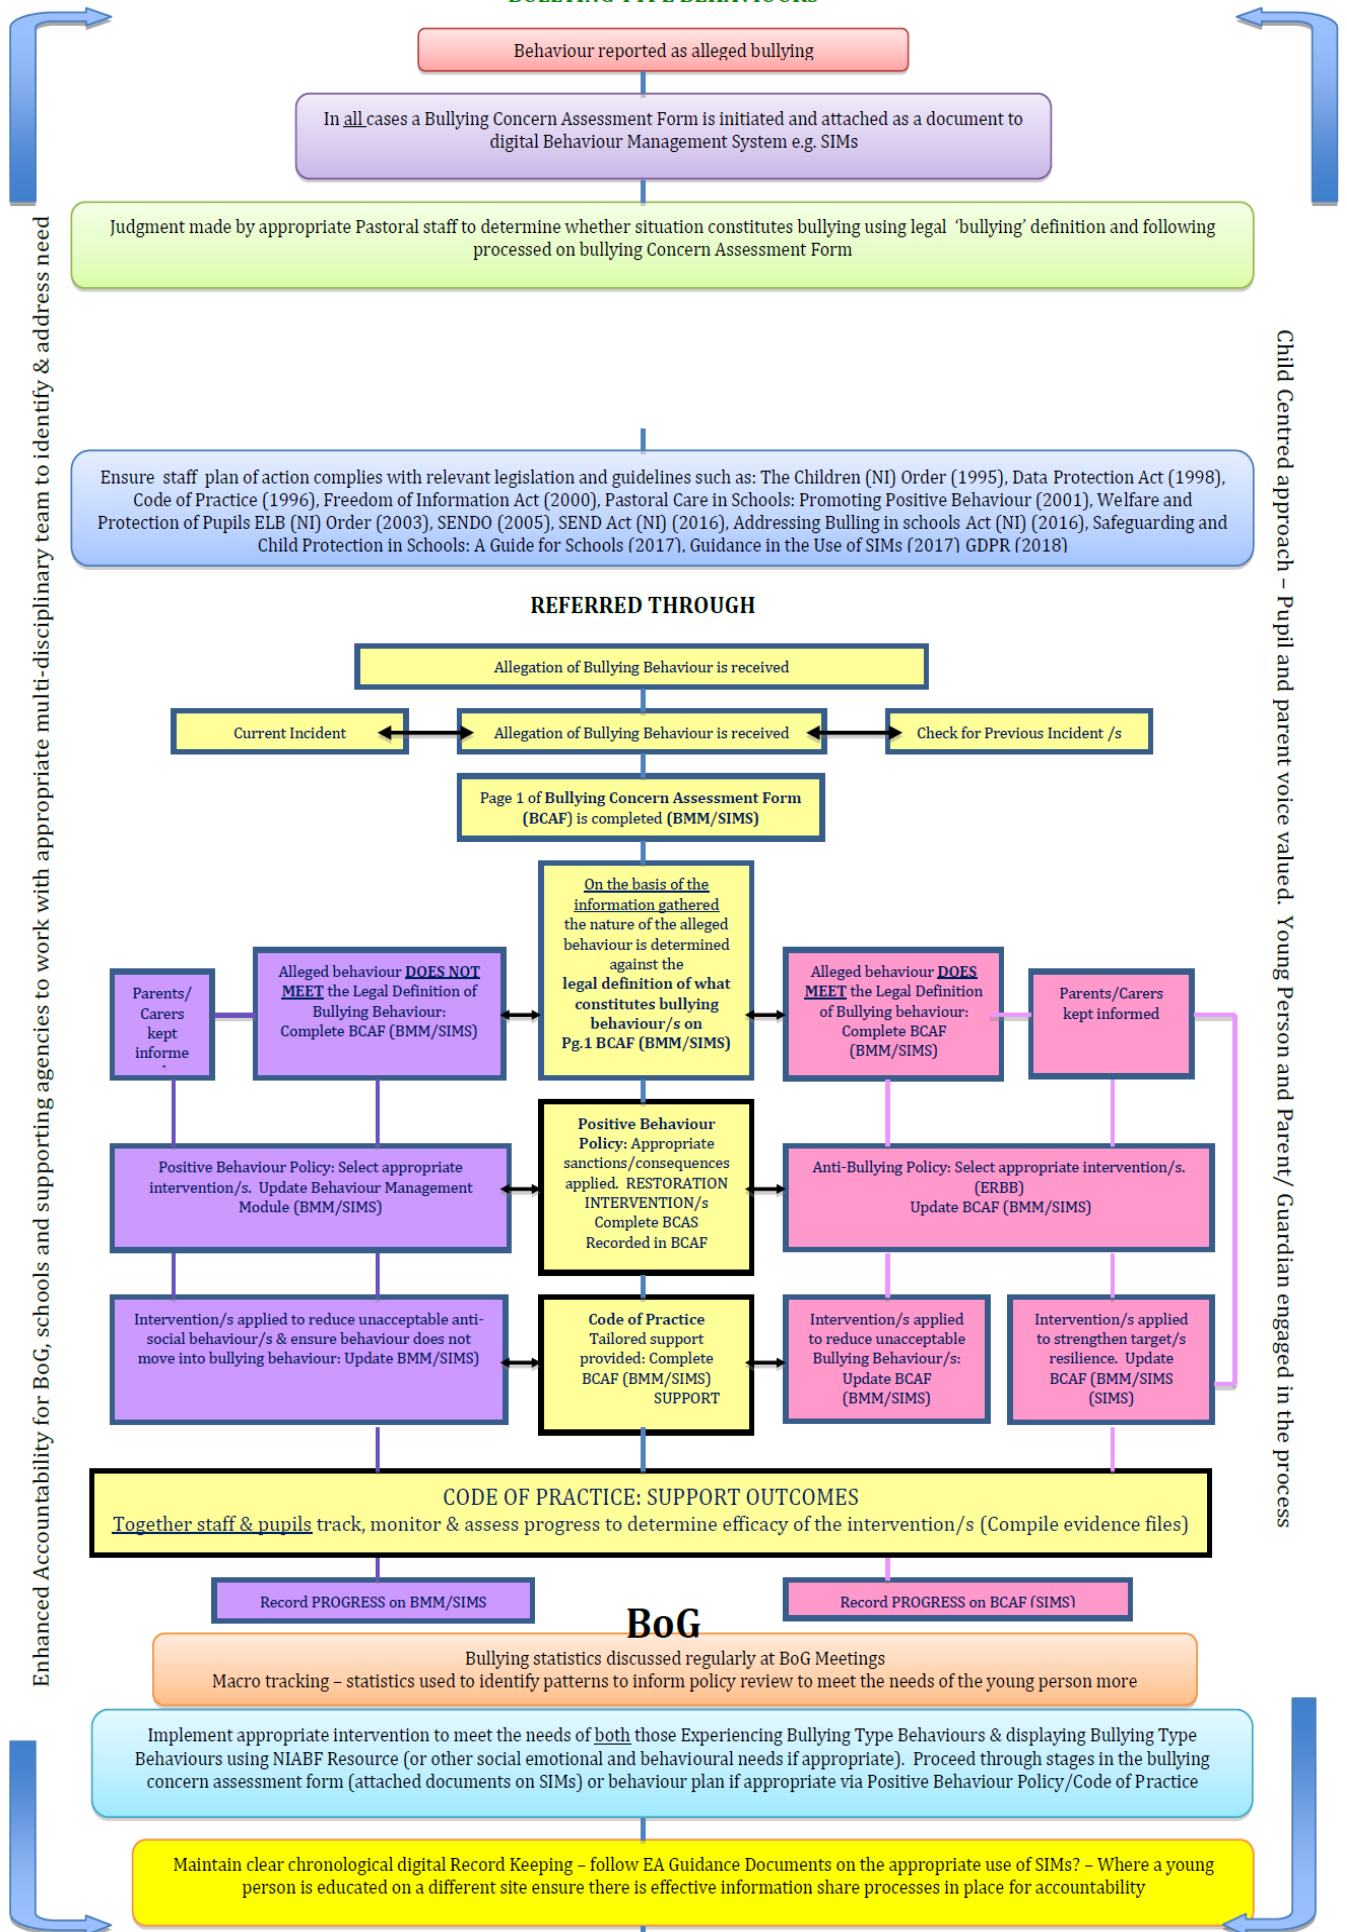 BULLYING TYPE BEHAVIOURS
Behaviour reported as alleged bullying
In all cases a Bullying Concern Assessment Form is initiated and attached as a document to
digital Behaviour Management System e.g. SIMs
Judgment made by appropriate Pastoral staff to determine whether situation constitutes bullying using legal ‘bullying’ definition and following
processed on bullying Concern Assessment Form
Enhanced Accountability for BoG, schools and supporting agencies to work with appropriate multi-disciplinary team to identify & address need
Child Centred approach – Pupil and parent voice valued. Young Person and Parent/ Guardian engaged in the process
Ensure staff plan of action complies with relevant legislation and guidelines such as: The Children (NI) Order (1995), Data Protection Act (1998),
Code of Practice (1996), Freedom of Information Act (2000), Pastoral Care in Schools: Promoting Positive Behaviour (2001), Welfare and
Protection of Pupils ELB (NI) Order (2003), SENDO (2005), SEND Act (NI) (2016), Addressing Bulling in schools Act (NI) (2016), Safeguarding and
Child Protection in Schools: A Guide for Schools (2017), Guidance in the Use of SIMs (2017) GDPR (2018)
REFERRED THROUGH
Allegation of Bullying Behaviour is received
Current Incident
Allegation of Bullying Behaviour is received
Check for Previous Incident /s
Page 1 of Bullying Concern Assessment Form
(BCAF) is completed (BMM/SIMS)
On the basis of the
information gathered
the nature of the alleged
behaviour is determined
against the
legal definition of what
constitutes bullying
behaviour/s on
Pg.1 BCAF (BMM/SIMS)
Parents/
Carers
kept
informe
Alleged behaviour DOES NOT
MEET the Legal Definition of
Bullying Behaviour:
Complete BCAF (BMM/SIMS)
Alleged behaviour DOES
MEET the Legal Definition
of Bullying behaviour:
Complete BCAF
(BMM/SIMS)
Parents/Carers
kept informed
Positive Behaviour Policy: Select appropriate
intervention/s. Update Behaviour Management
Module (BMM/SIMS)
Positive Behaviour
Policy: Appropriate
sanctions/consequences
applied. RESTORATION
INTERVENTION/s
Complete BCAS
Recorded in BCAF
Anti-Bullying Policy: Select appropriate intervention/s.
(ERBB)
Update BCAF (BMM/SIMS)
Intervention/s applied to reduce unacceptable anti-
social behaviour/s & ensure behaviour does not
move into bullying behaviour: Update BMM/SIMS)
Code of Practice
Tailored support
provided: Complete
BCAF (BMM/SIMS)
SUPPORT
Intervention/s applied
to reduce unacceptable
Bullying Behaviour/s:
Update BCAF
(BMM/SIMS)
Intervention/s applied
to strengthen target/s
resilience. Update
BCAF (BMM/SIMS
(SIMS)
CODE OF PRACTICE: SUPPORT OUTCOMES
Together staff & pupils track, monitor & assess progress to determine efficacy of the intervention/s (Compile evidence files)
Record PROGRESS on BMM/SIMS
Record PROGRESS on BCAF (SIMS)
BoG
Bullying statistics discussed regularly at BoG Meetings
Macro tracking – statistics used to identify patterns to inform policy review to meet the needs of the young person more
Implement appropriate intervention to meet the needs of both those Experiencing Bullying Type Behaviours & displaying Bullying Type
Behaviours using NIABF Resource (or other social emotional and behavioural needs if appropriate). Proceed through stages in the bullying
concern assessment form (attached documents on SIMs) or behaviour plan if appropriate via Positive Behaviour Policy/Code of Practice
Maintain clear chronological digital Record Keeping – follow EA Guidance Documents on the appropriate use of SIMs? – Where a young
person is educated on a different site ensure there is effective information share processes in place for accountability